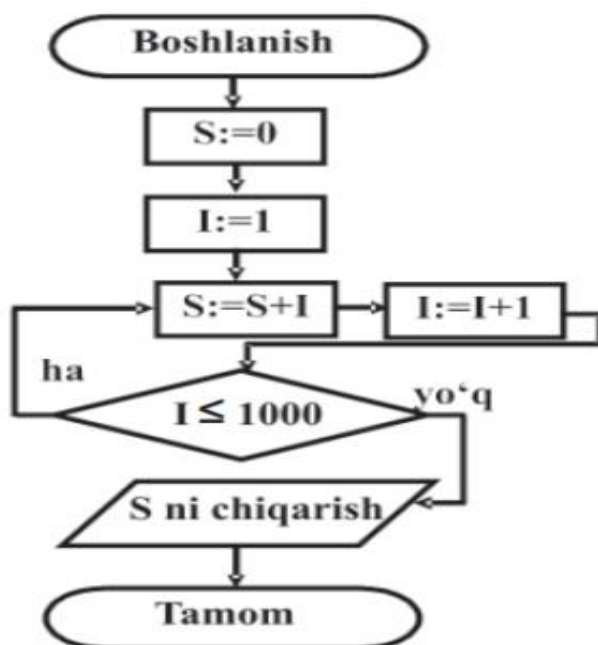 Boshlanish
S:=0
I:=1
S:=S+I
I:=I+1
ha
I ≤ 1000
yo‘q
S ni chiqarish
Tamom